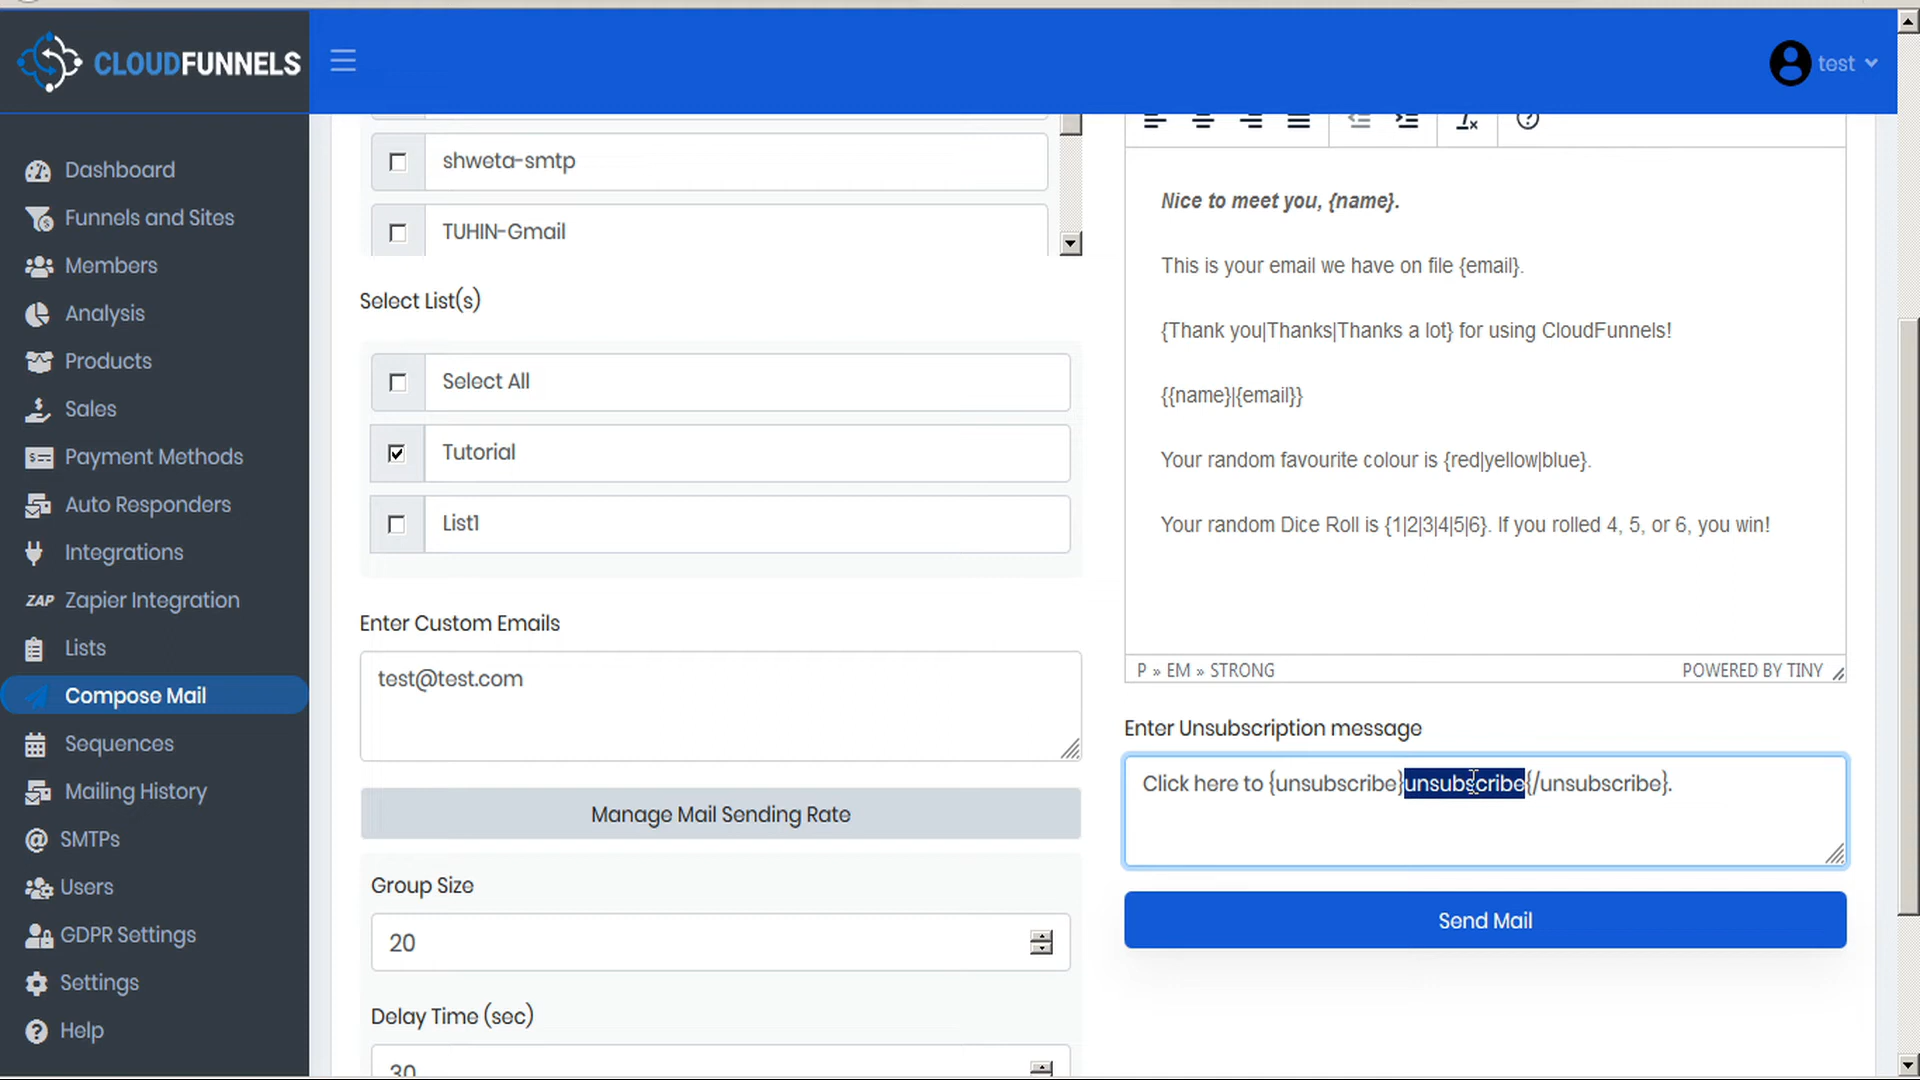 CLOUDFUNNELS
test
Dashboard
Funnels and Sites
Members
Analysis
Products
Sales
Payment Methods
Auto Responders
Integrations
ZAP Zapier Integration
Lists
Compose Mail
Sequences
Mailing History
SMTPs
Users
GDPR Settings
Settings
Help
shweta-smtp
TUHIN-Gmail
Select List(s)
Select All
Tutorial
List1
Enter Custom Emails
test@test.com
Manage Mail Sending Rate
Group Size
20
Delay Time (sec)
30
Nice to meet you, {name}.
This is your email we have on file {email}.
{Thank you|Thanks|Thanks a lot} for using CloudFunnels!
{{name}|{email}}
Your random favourite colour is {red|yellow|blue}.
Your random Dice Roll is {1|2|3|4|5|6}. If you rolled 4, 5, or 6, you win!
P » EM » STRONG
POWERED BY TINY
Enter Unsubscription message
Click here to {unsubscribe}unsubscribe{/unsubscribe}.
Send Mail